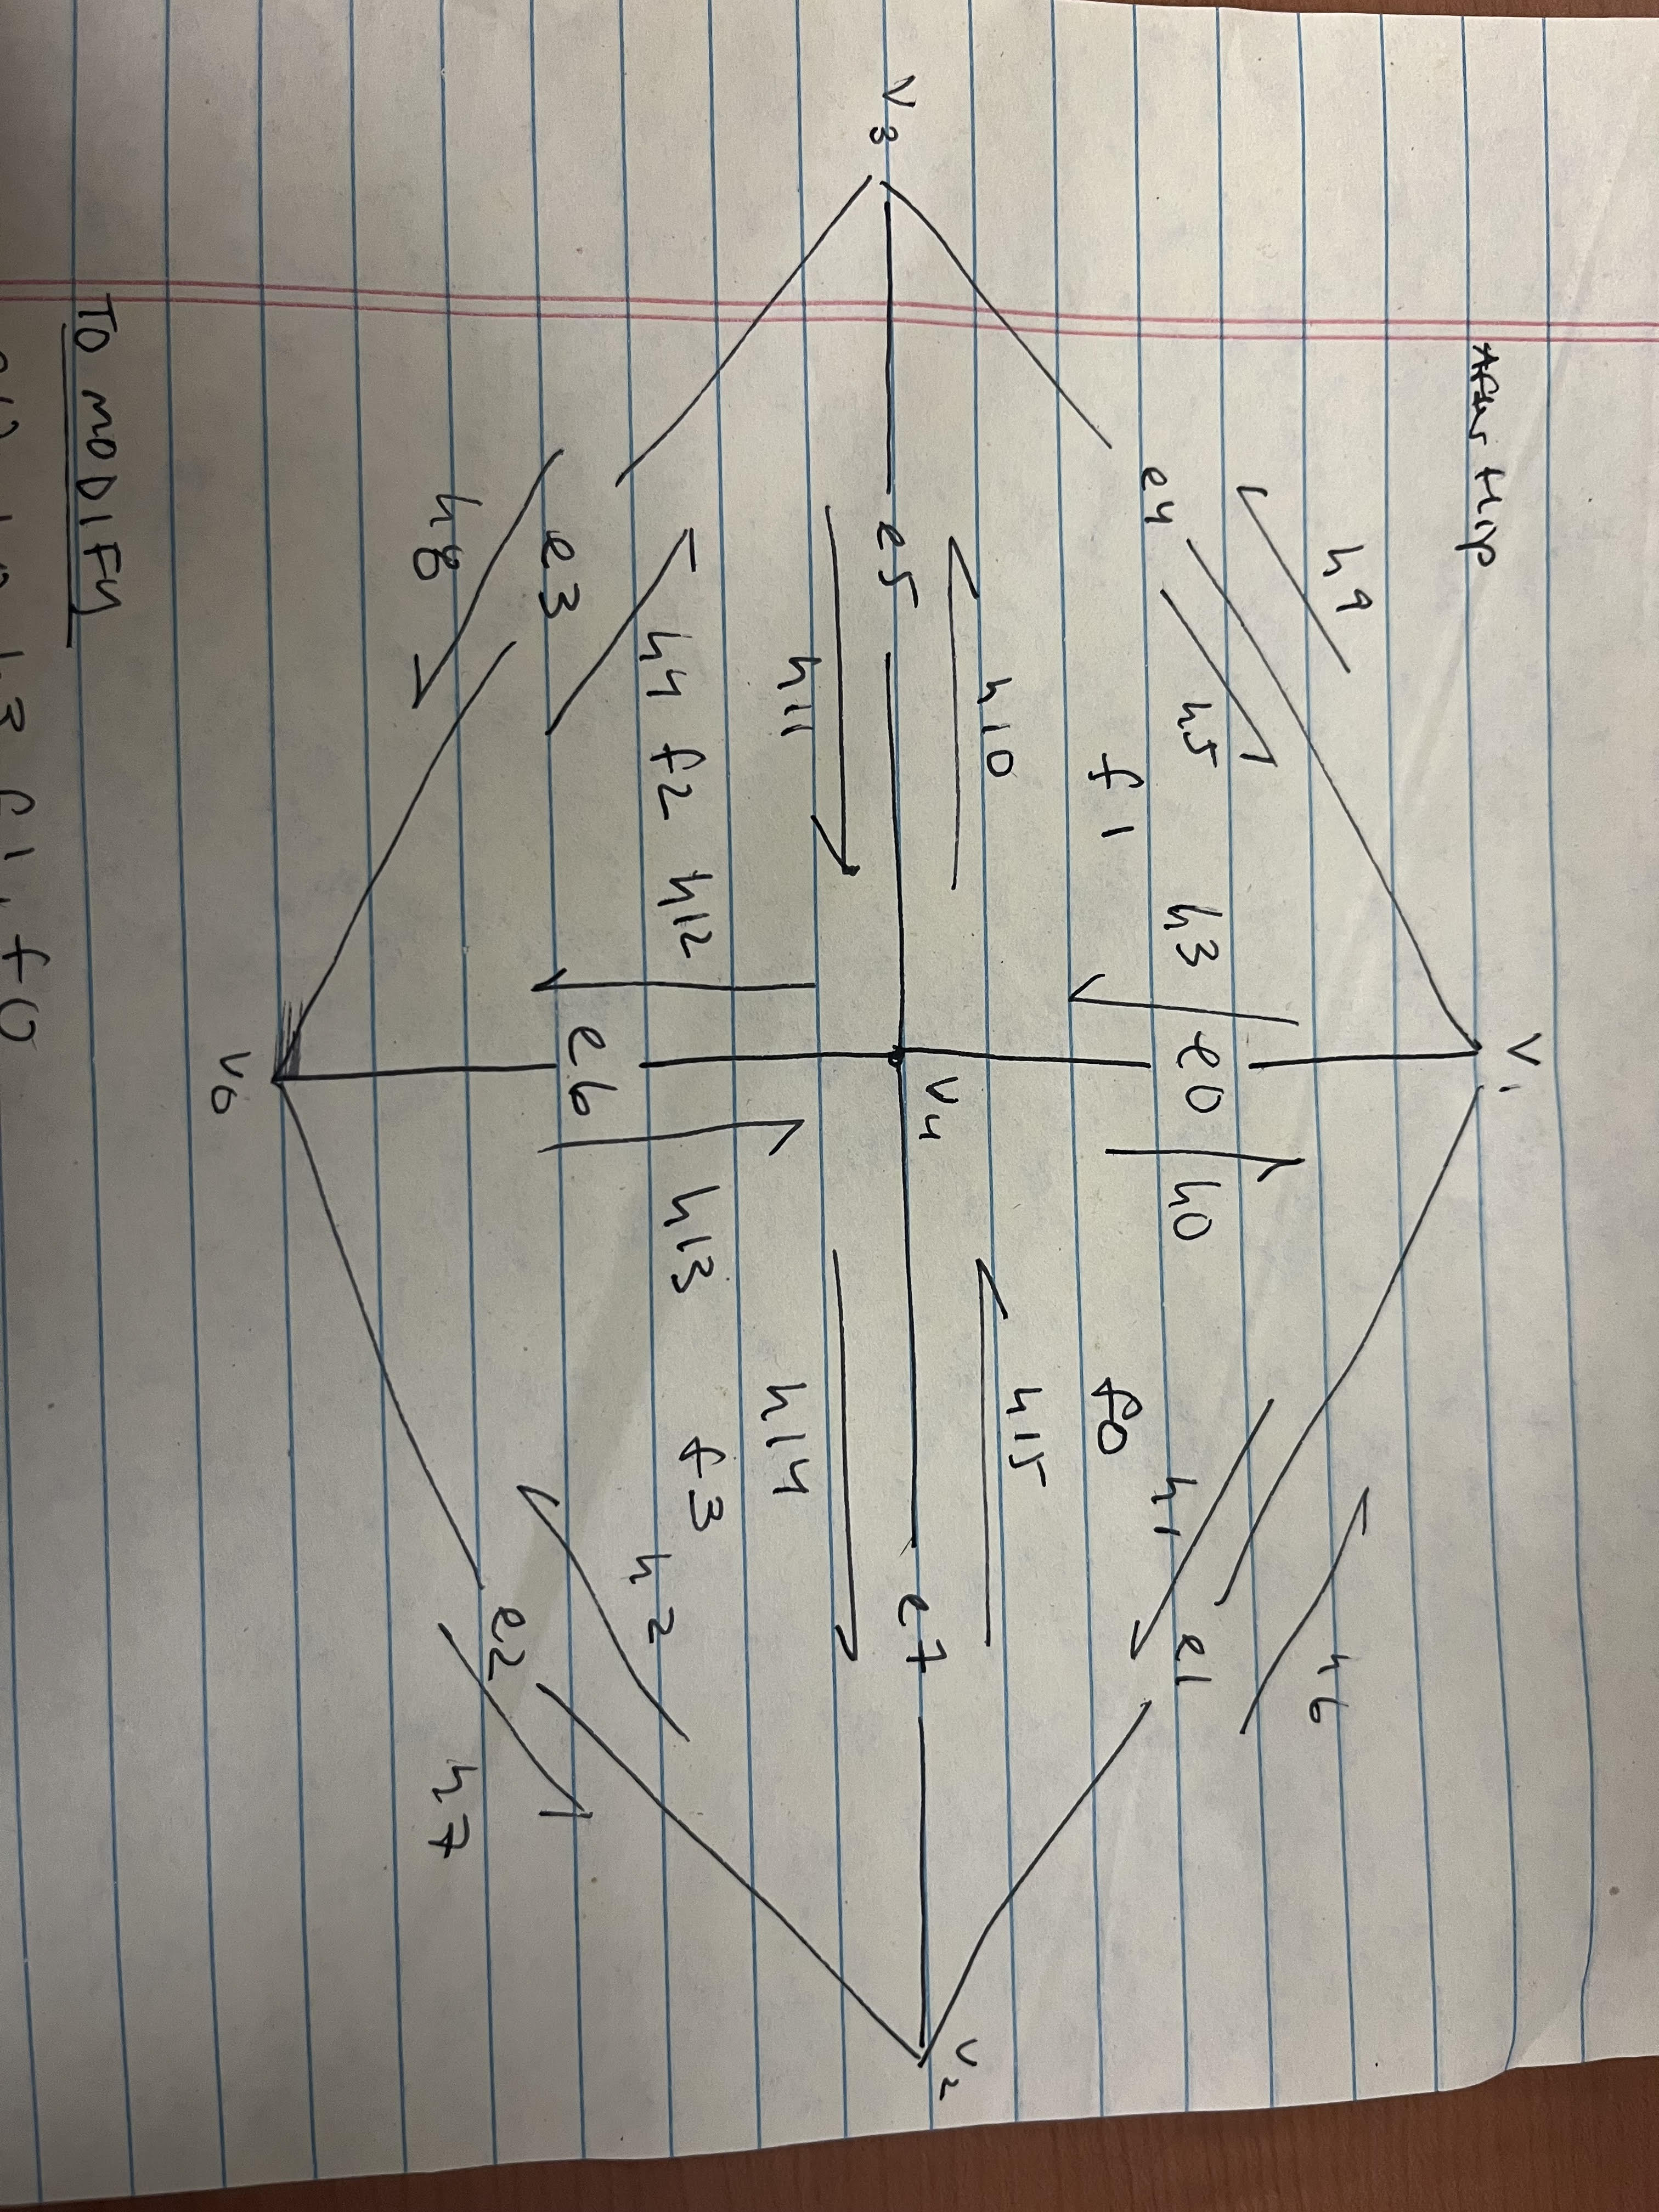 V1
After flip
h9
h6
h5
h3
e0
h0
h1
e1
e4
f1
f0
h10
h15
V4
V2
V3
e5
e7
h11
h14
h4
f2
h12
h13
f3
h2
e3
e6
e2
h8
h7
V0
TO MODIFY
h3, f1, f0